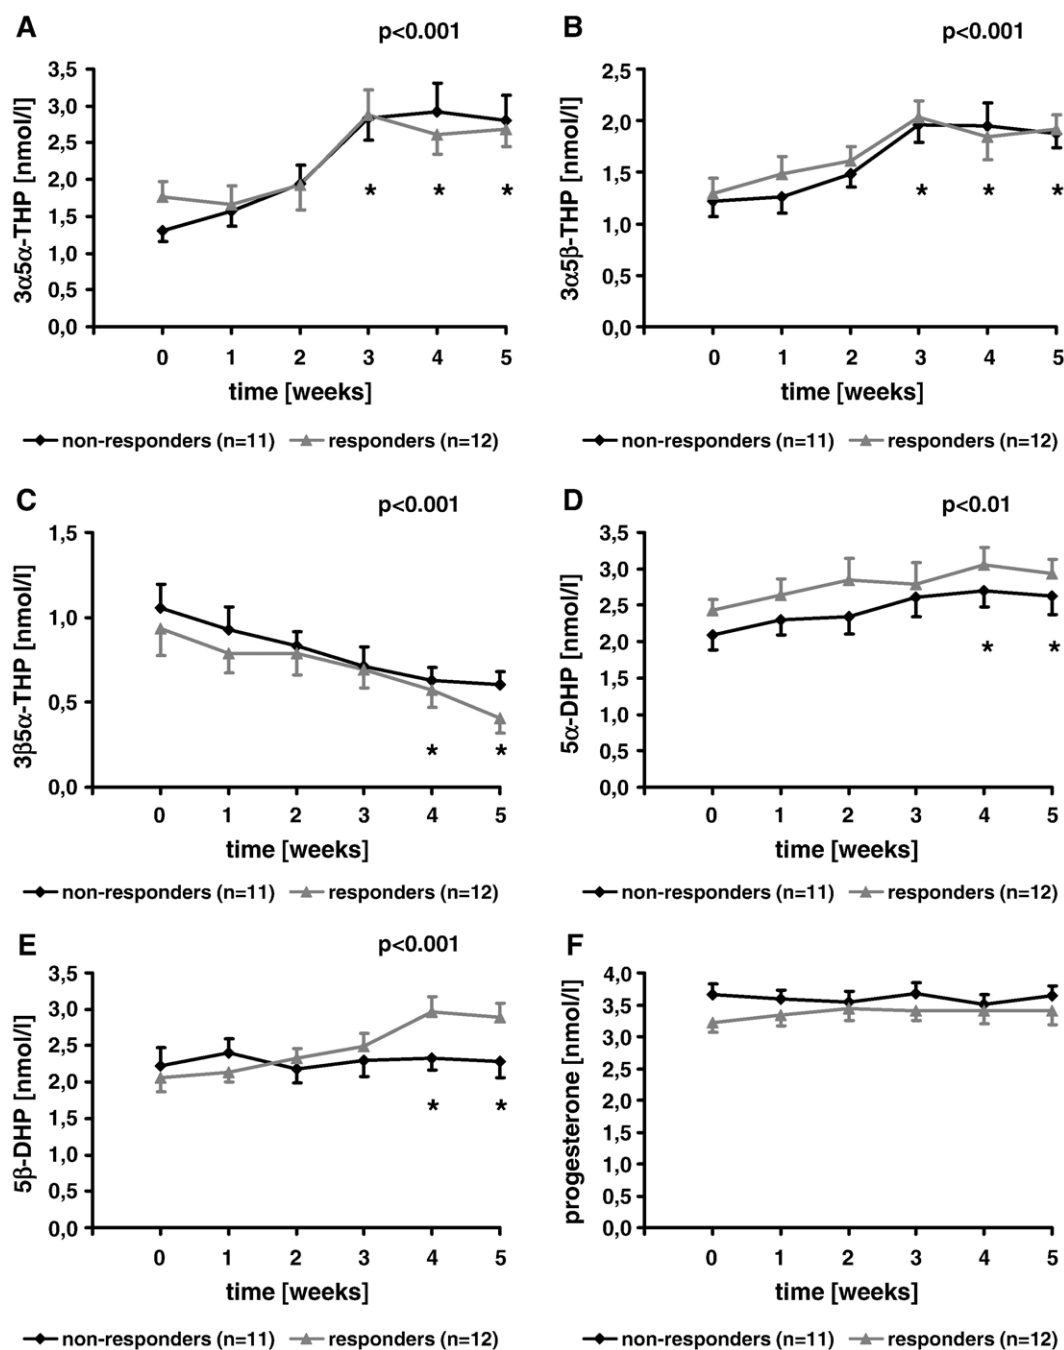 A
p<0.001
3α5α-THP [nmol/l]
3,5
3,0
2,5
2,0
1,5
1,0
0,5
0,0
* * *
0 1 2 3 4 5
time [weeks]
non-responders (n=11) responders (n=12)
B
p<0.001
3α5β-THP [nmol/l]
2,5
2,0
1,5
1,0
0,5
0,0
* * *
0 1 2 3 4 5
time [weeks]
non-responders (n=11) responders (n=12)
C
p<0.001
3β5α-THP [nmol/l]
1,5
1,0
0,5
0,0
* *
0 1 2 3 4 5
time [weeks]
non-responders (n=11) responders (n=12)
D
p<0.01
5α-DHP [nmol/l]
3,5
3,0
2,5
2,0
1,5
1,0
0,5
0,0
* *
0 1 2 3 4 5
time [weeks]
non-responders (n=11) responders (n=12)
E
p<0.001
5β-DHP [nmol/l]
3,5
3,0
2,5
2,0
1,5
1,0
0,5
0,0
* *
0 1 2 3 4 5
time [weeks]
non-responders (n=11) responders (n=12)
F
progesterone [nmol/l]
4,0
3,5
3,0
2,5
2,0
1,5
1,0
0,5
0,0
0 1 2 3 4 5
time [weeks]
non-responders (n=11) responders (n=12)